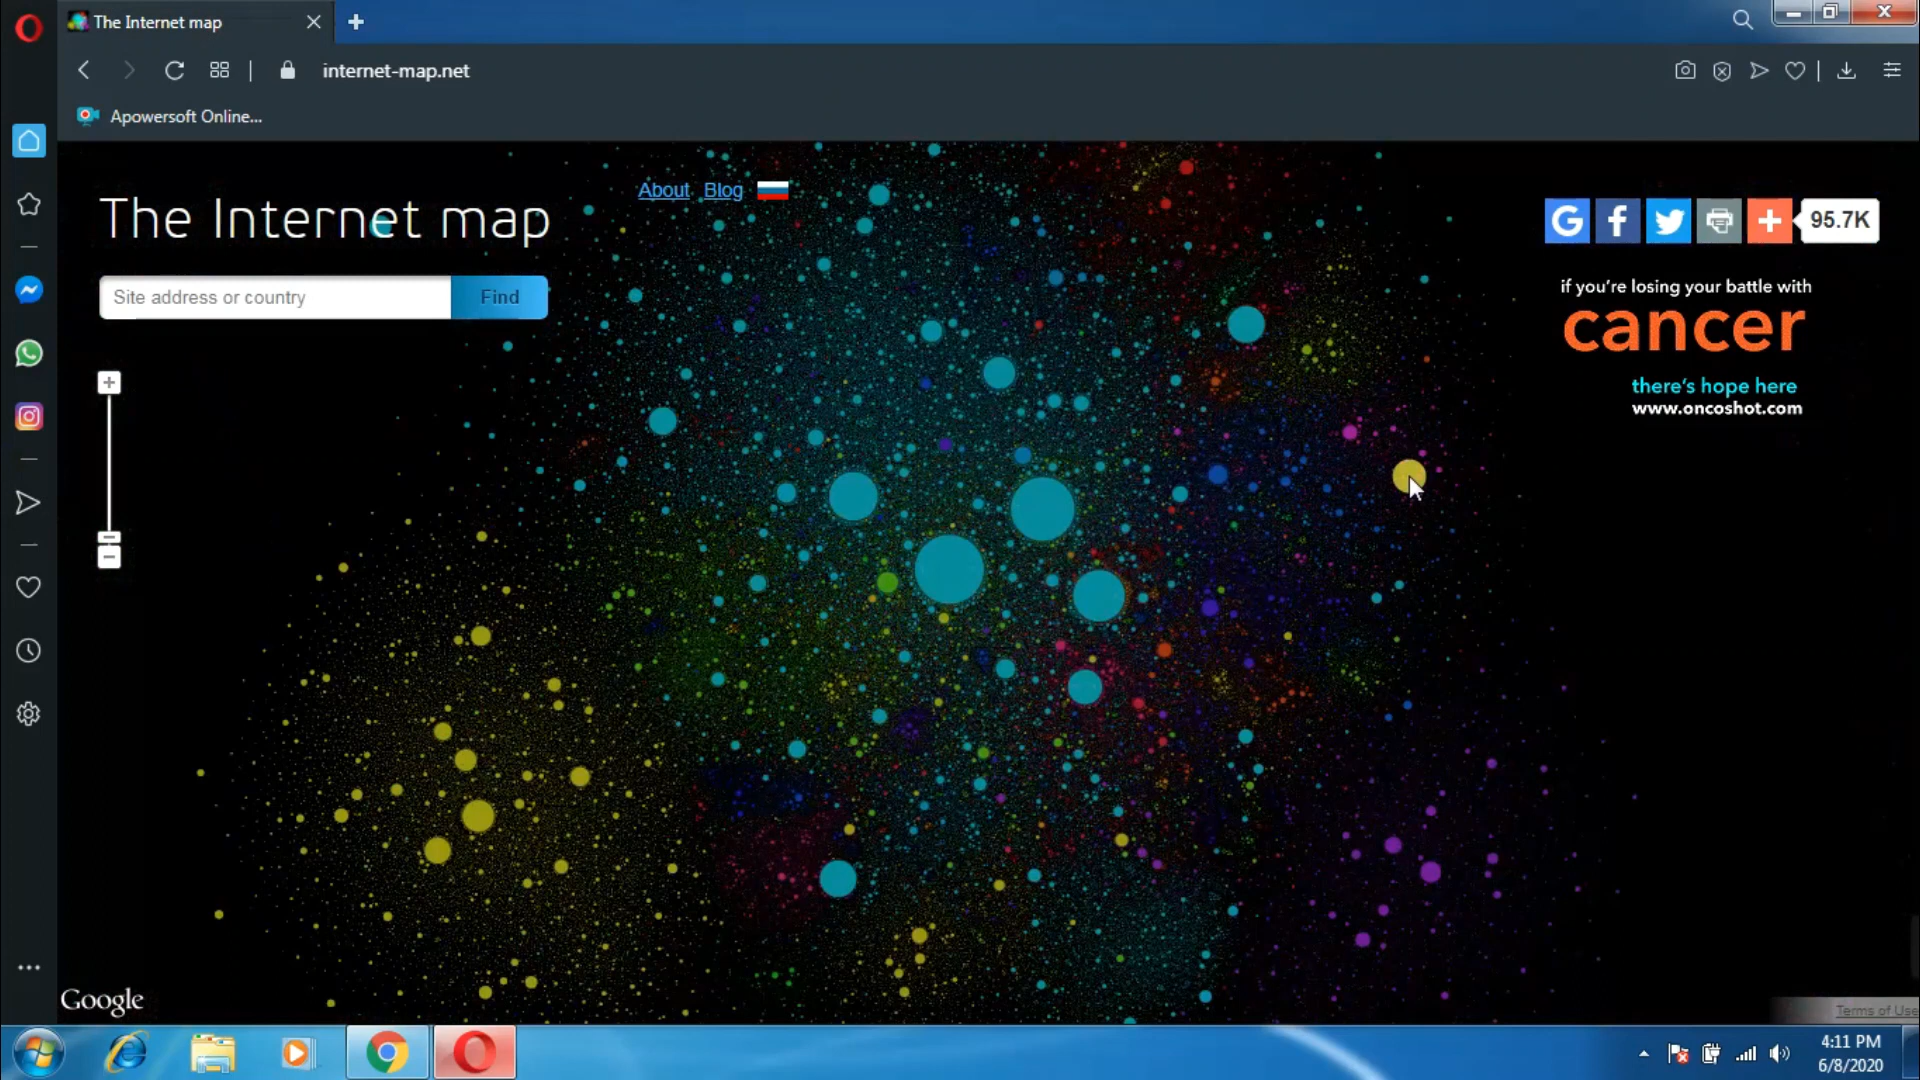 The Internet map
internet-map.net
Apowersoft Online...
The Internet map
About Blog
Site address or country
Find
95.7K
if you're losing your battle with
cancer
there's hope here
www.oncoshot.com
Google
Terms of Use
4:11 PM
6/8/2020